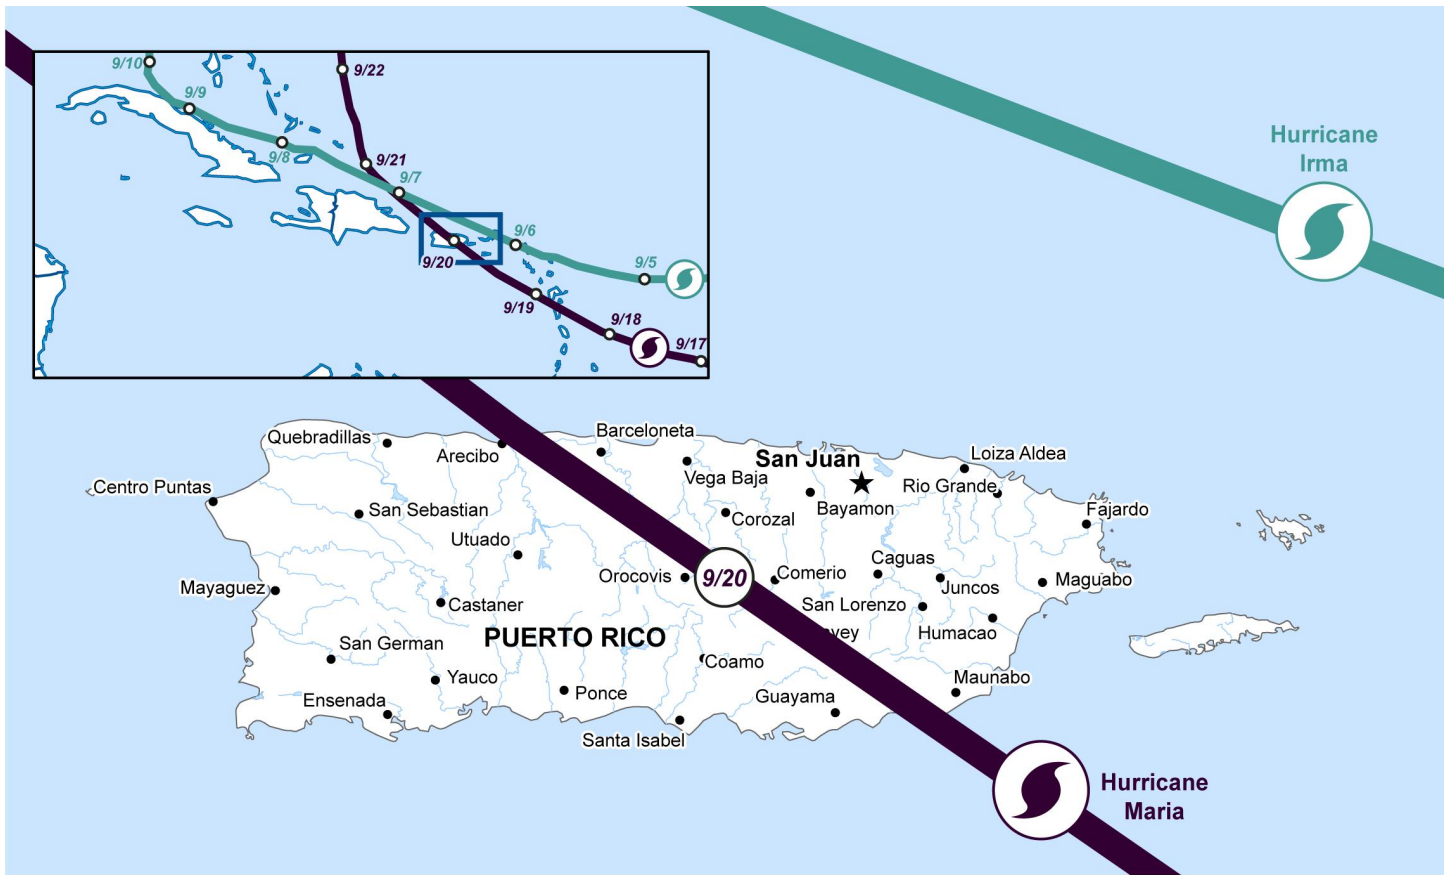 9/10
9/9
9/8
9/7
9/6
9/5
9/22
9/21
9/20
9/19
9/18
9/17
Hurricane
Irma
Quebradillas
Arecibo
Barceloneta
Vega Baja
San Juan
Loiza Aldea
Rio Grande
Centro Puntas
San Sebastian
Corozal
Bayamon
Fajardo
Utuado
Orocovis
9/20
Comerio
Caguas
Juncos
Maguabo
Mayaguez
Castaner
San Lorenzo
Humacao
PUERTO RICO
San German
Yauco
Coamo
Maunabo
Ensenada
Ponce
Guayama
Santa Isabel
Hurricane
Maria